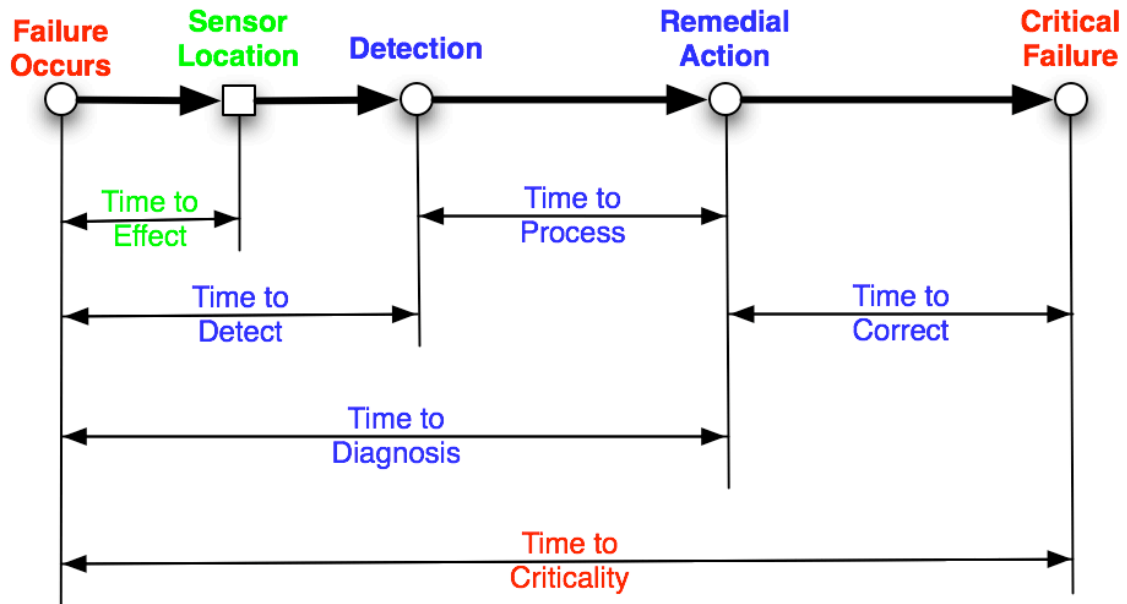 Failure
Occurs
Sensor
Location
Detection
Remedial
Action
Critical
Failure
Time to
Effect
Time to
Process
Time to
Detect
Time to
Correct
Time to
Diagnosis
Time to
Criticality